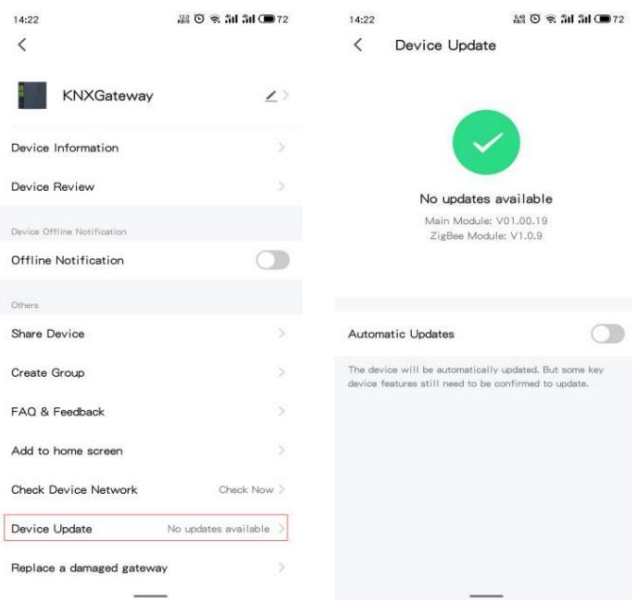 14:22
72
KNXGateway
Device Information
Device Review
Device Offline Notification
Offline Notification
Others
Share Device
Create Group
FAQ & Feedback
Add to home screen
Check Device Network Check Now
Device Update No updates available
Replace a damaged gateway
14:22
72
Device Update
No updates available
Main Module: V01.00.19
ZigBee Module: V1.0.9
Automatic Updates
The device will be automatically updated. But some key
device features still need to be confirmed to update.